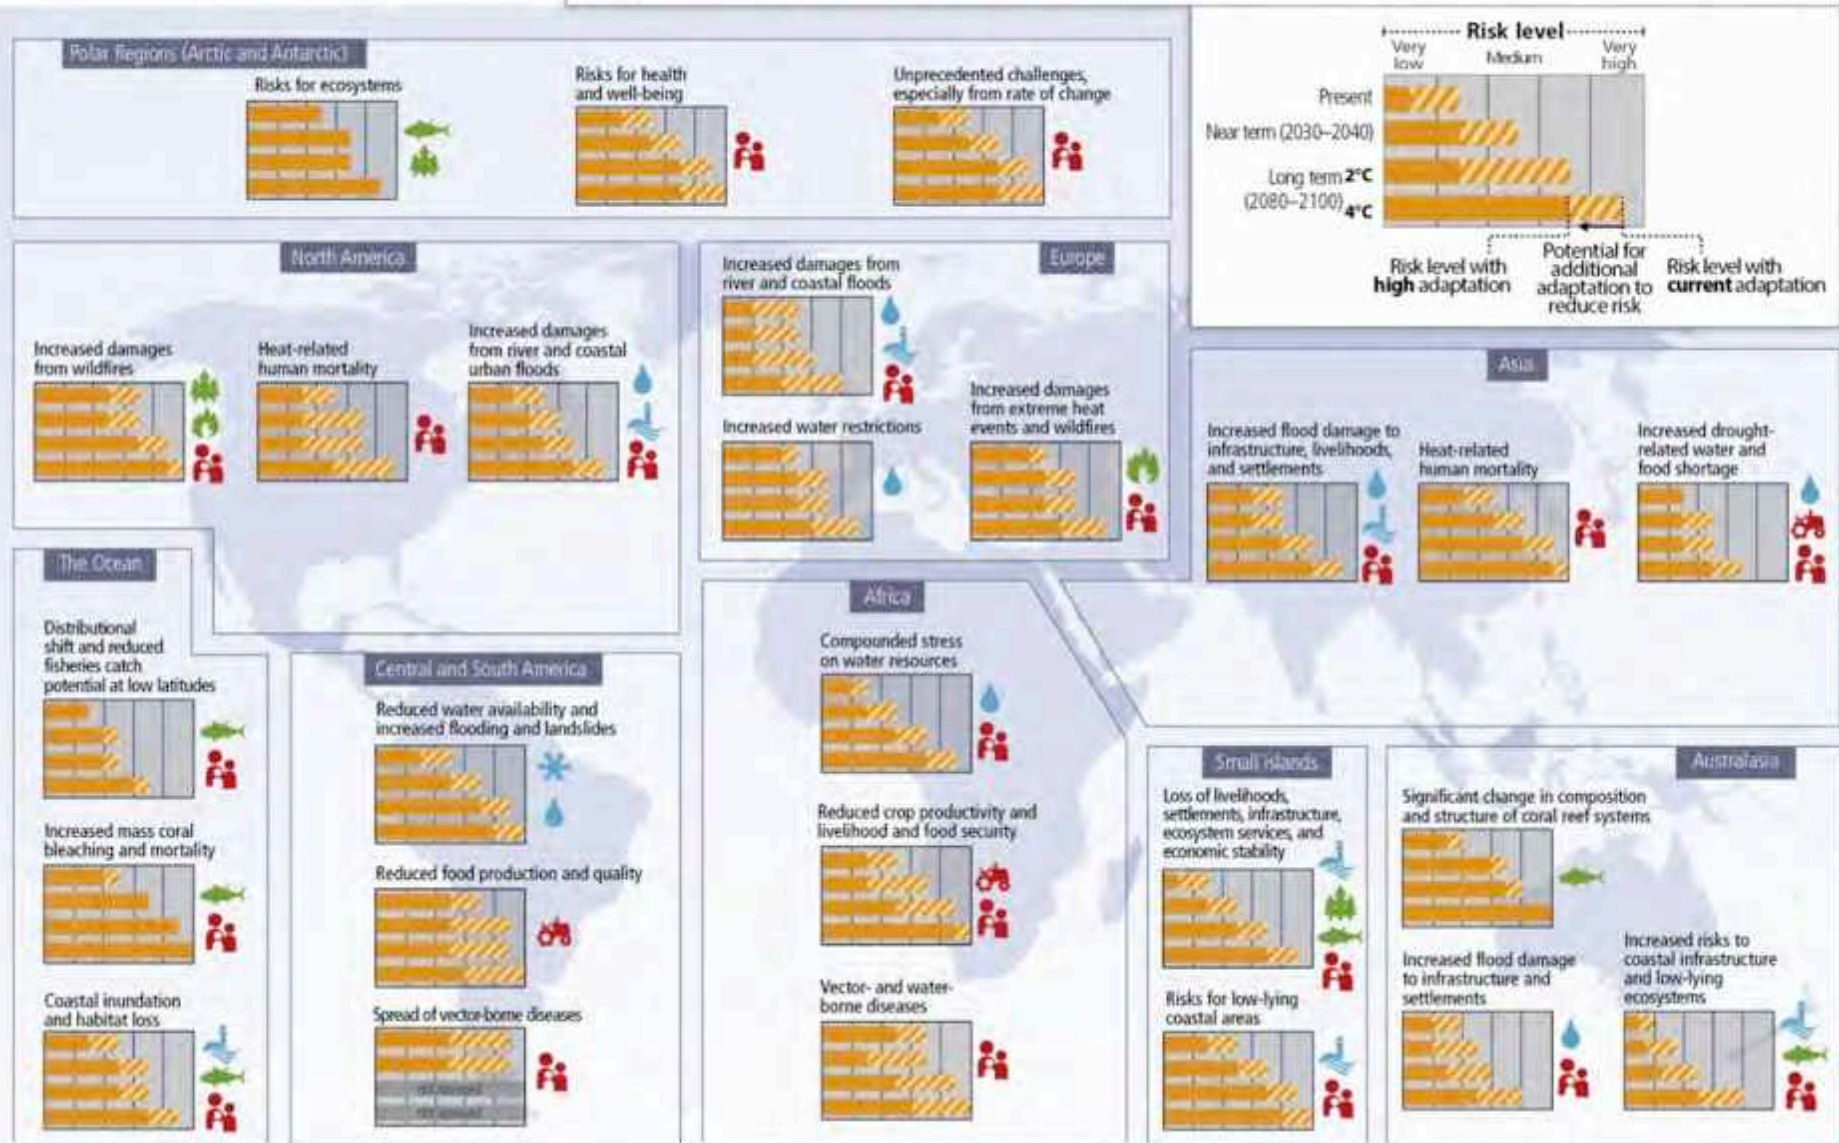 Polar Regions (Arctic and Antarctic)
Risks for ecosystems
Risks for health
and well-being
Unprecedented challenges,
especially from rate of change
Risk level
Very
low
Medium
Very
high
Present
Near term (2030–2040)
Long term 2°C
(2080–2100) 4°C
Risk level with
high adaptation
Potential for
additional
adaptation to
reduce risk
Risk level with
current adaptation
North America
Increased damages
from wildfires
Heat-related
human mortality
Increased damages
from river and coastal
urban floods
Europe
Increased damages from
river and coastal floods
Increased water restrictions
Increased damages
from extreme heat
events and wildfires
Asia
Increased flood damage to
infrastructure, livelihoods,
and settlements
Heat-related
human mortality
Increased drought-
related water and
food shortage
The Ocean
Distributional
shift and reduced
fisheries catch
potential at low latitudes
Increased mass coral
bleaching and mortality
Coastal inundation
and habitat loss
Central and South America
Reduced water availability and
increased flooding and landslides
Reduced food production and quality
Spread of vector-borne diseases
not assessed
not assessed
Africa
Compounded stress
on water resources
Reduced crop productivity and
livelihood and food security
Vector- and water-
borne diseases
Small islands
Loss of livelihoods,
settlements, infrastructure,
ecosystem services, and
economic stability
Risks for low-lying
coastal areas
Australasia
Significant change in composition
and structure of coral reef systems
Increased flood damage
to infrastructure and
settlements
Increased risks to
coastal infrastructure
and low-lying
ecosystems